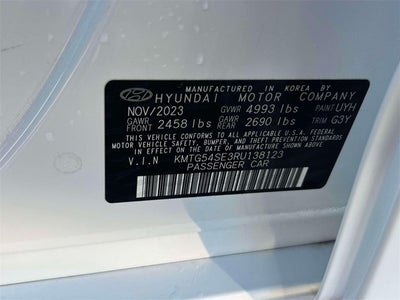 MANUFACTURED IN KOREA BY
HYUNDAI MOTOR COMPANY
NOV/2023 GVWR 4993 lbs PAINT UYH
GAWR FRONT 2458 lbs GAWR REAR 2690 lbs TRIM G3Y
THIS VEHICLE CONFORMS TO ALL APPLICABLE U.S. FEDERAL
MOTOR VEHICLE SAFETY, BUMPER, AND THEFT PREVENTION STANDARDS
IN EFFECT ON THE DATE OF MANUFACTURE SHOWN ABOVE.
V.I.N KMTG54SE3RU138123
PASSENGER CAR